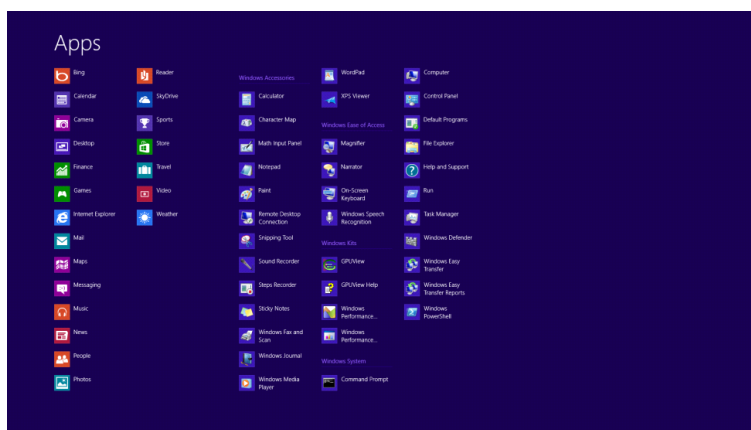 Apps
Bing
Calendar
Camera
Desktop
Finance
Games
Internet Explorer
Mail
Maps
Messaging
Music
News
People
Photos
Reader
SkyDrive
Sports
Store
Travel
Video
Weather
Windows Accessories
Calculator
Character Map
Math Input Panel
Notepad
Paint
Remote Desktop
Connection
Snipping Tool
Sound Recorder
Steps Recorder
Sticky Notes
Windows Fax and
Scan
Windows Journal
Windows Media
Player
WordPad
XPS Viewer
Windows Ease of Access
Magnifier
Narrator
On-Screen
Keyboard
Windows Speech
Recognition
Windows Kits
GPUView
GPUView Help
Windows
Performance...
Windows
Performance...
Windows System
Command Prompt
Computer
Control Panel
Default Programs
File Explorer
Help and Support
Run
Task Manager
Windows Defender
Windows Easy
Transfer
Windows Easy
Transfer Reports
Windows
PowerShell